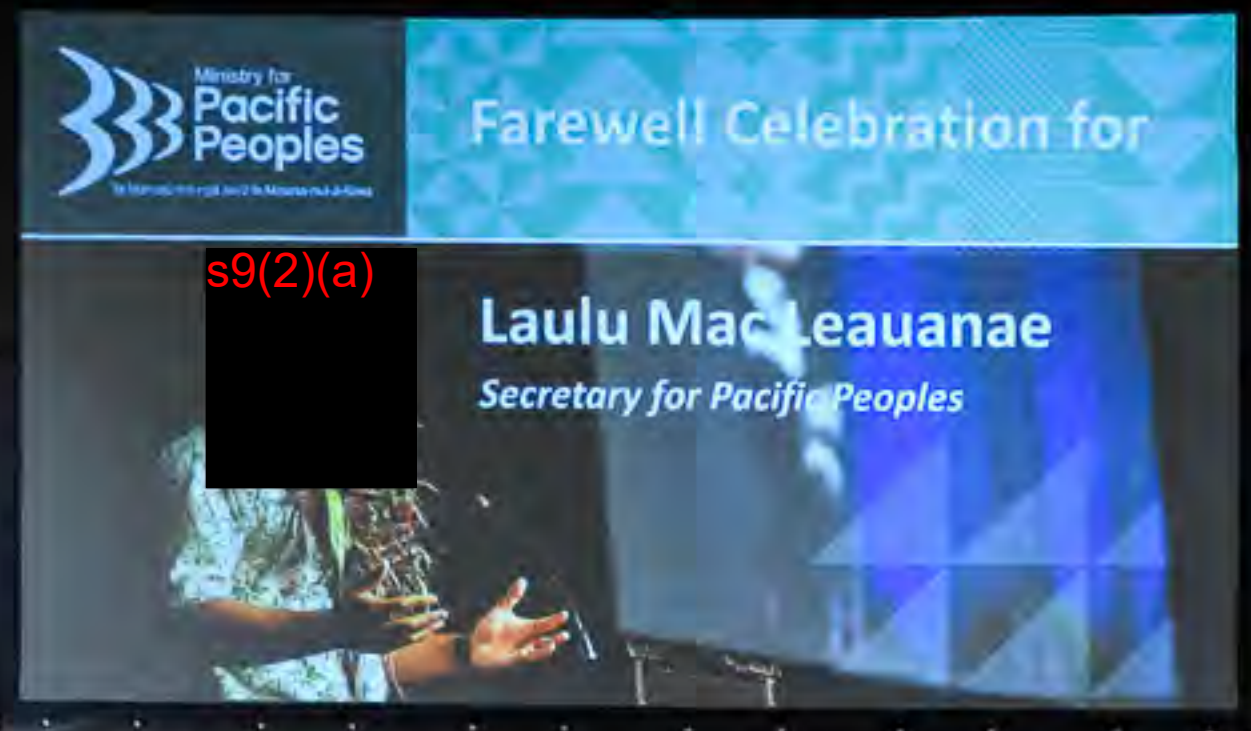 Ministry for
Pacific
Peoples
Farewell Celebration for
s9(2)(a)
Laulu Mac Leauanae
Secretary for Pacific Peoples